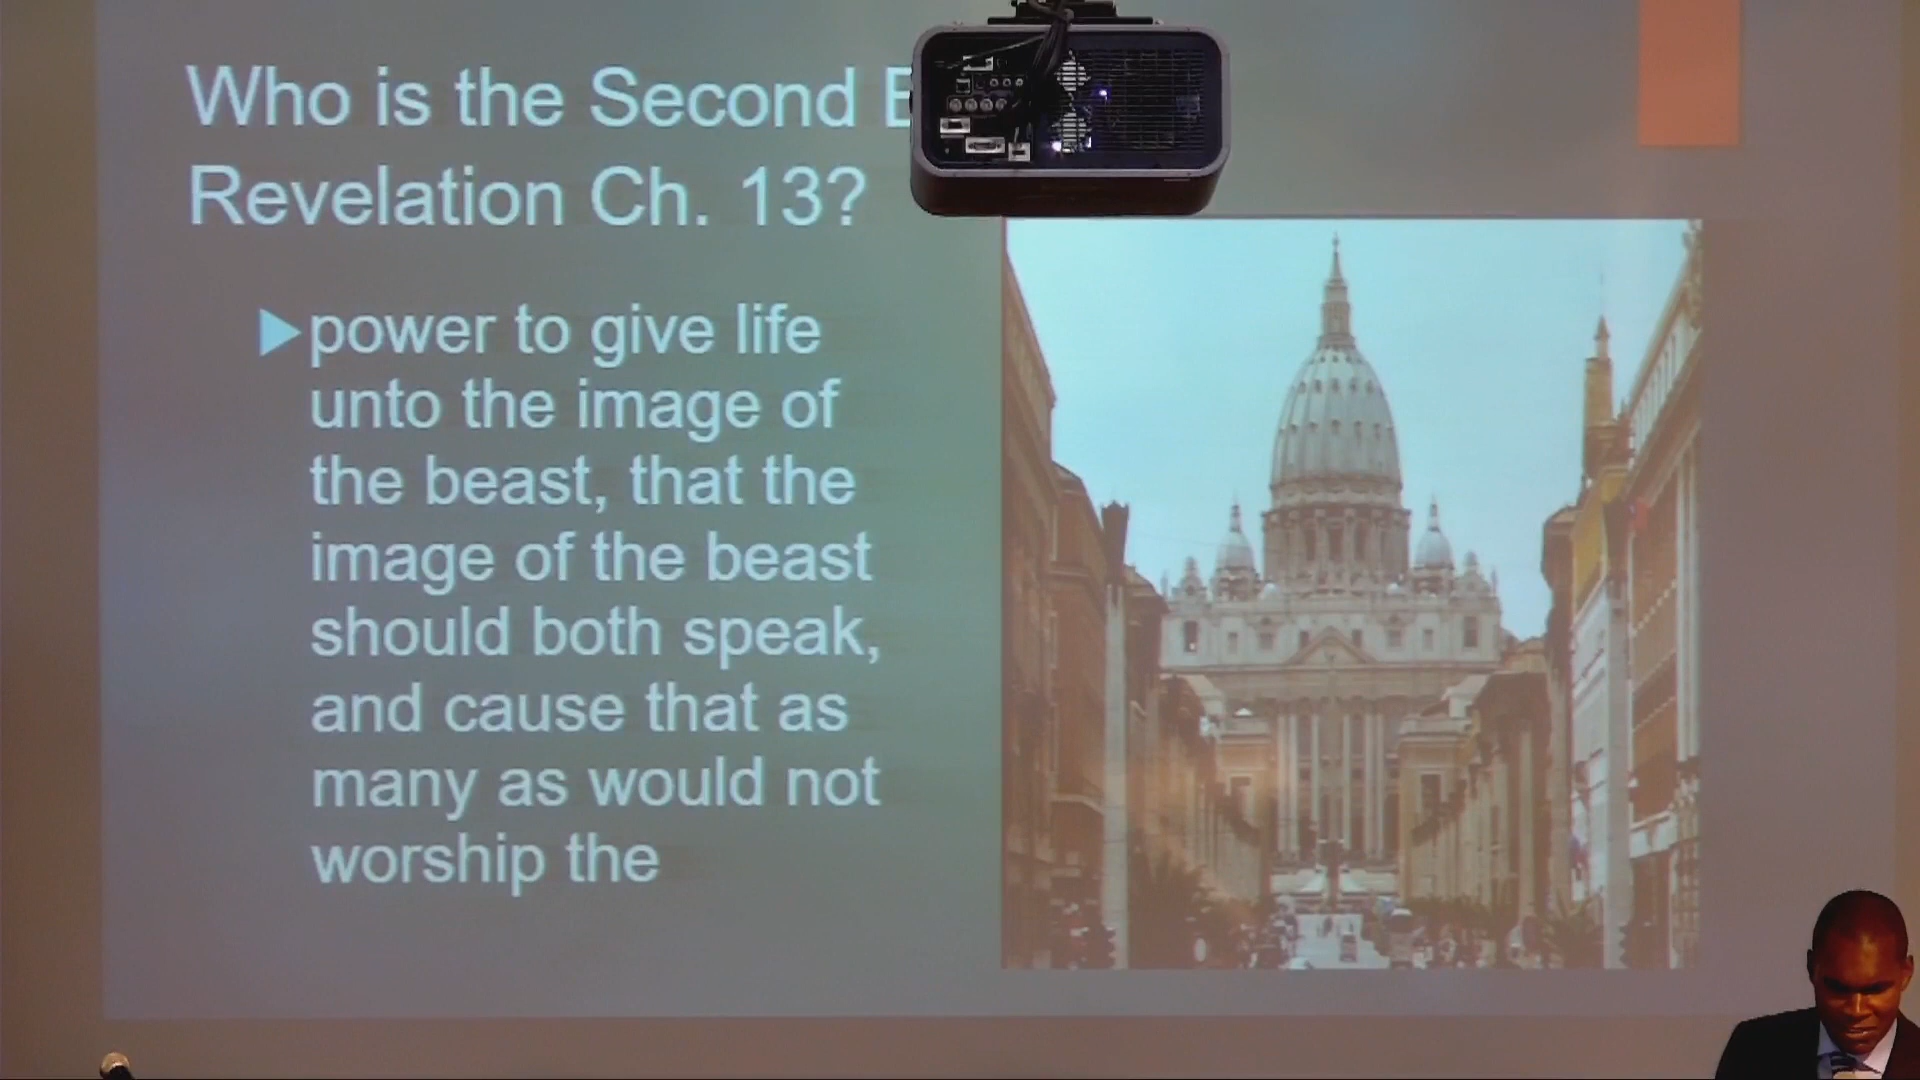 Who is the Second
Revelation Ch. 13?
power to give life
unto the image of
the beast, that the
image of the beast
should both speak,
and cause that as
many as would not
worship the